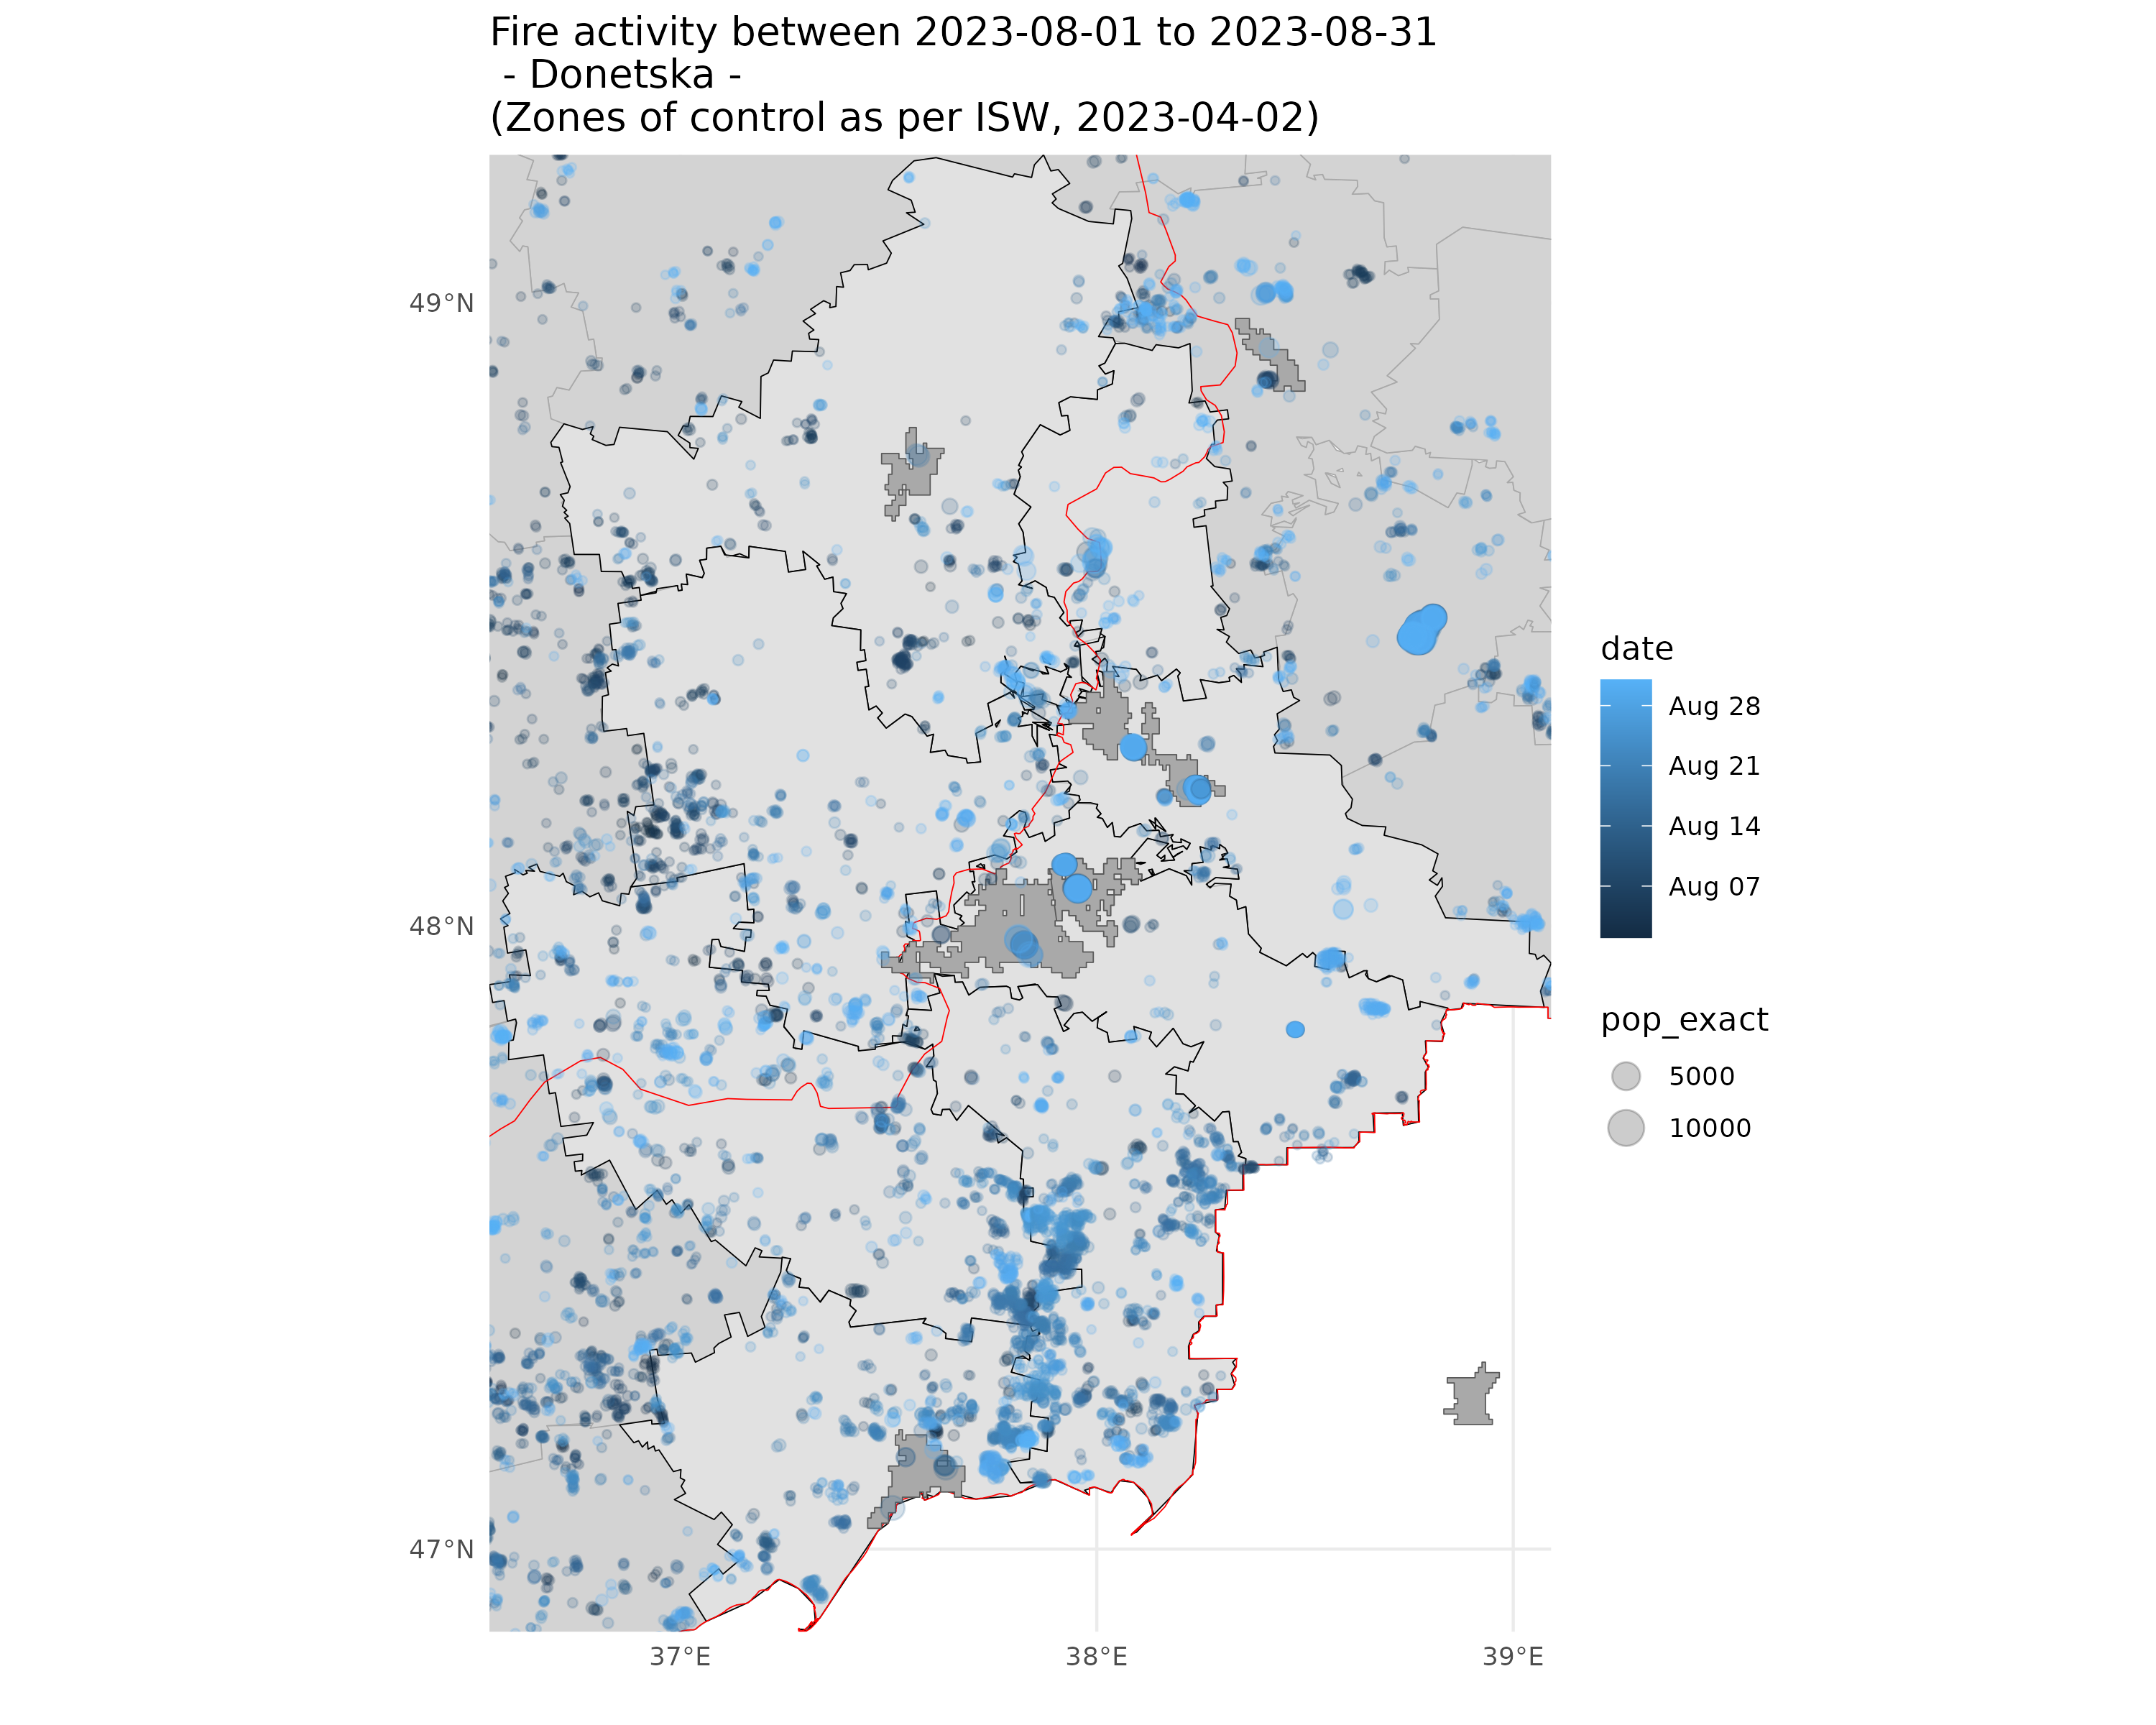 Fire activity between 2023-08-01 to 2023-08-31
- Donetska -
(Zones of control as per ISW, 2023-04-02)
49°N
48°N
47°N
37°E
38°E
39°E
date
Aug 28
Aug 21
Aug 14
Aug 07
pop_exact
5000
10000